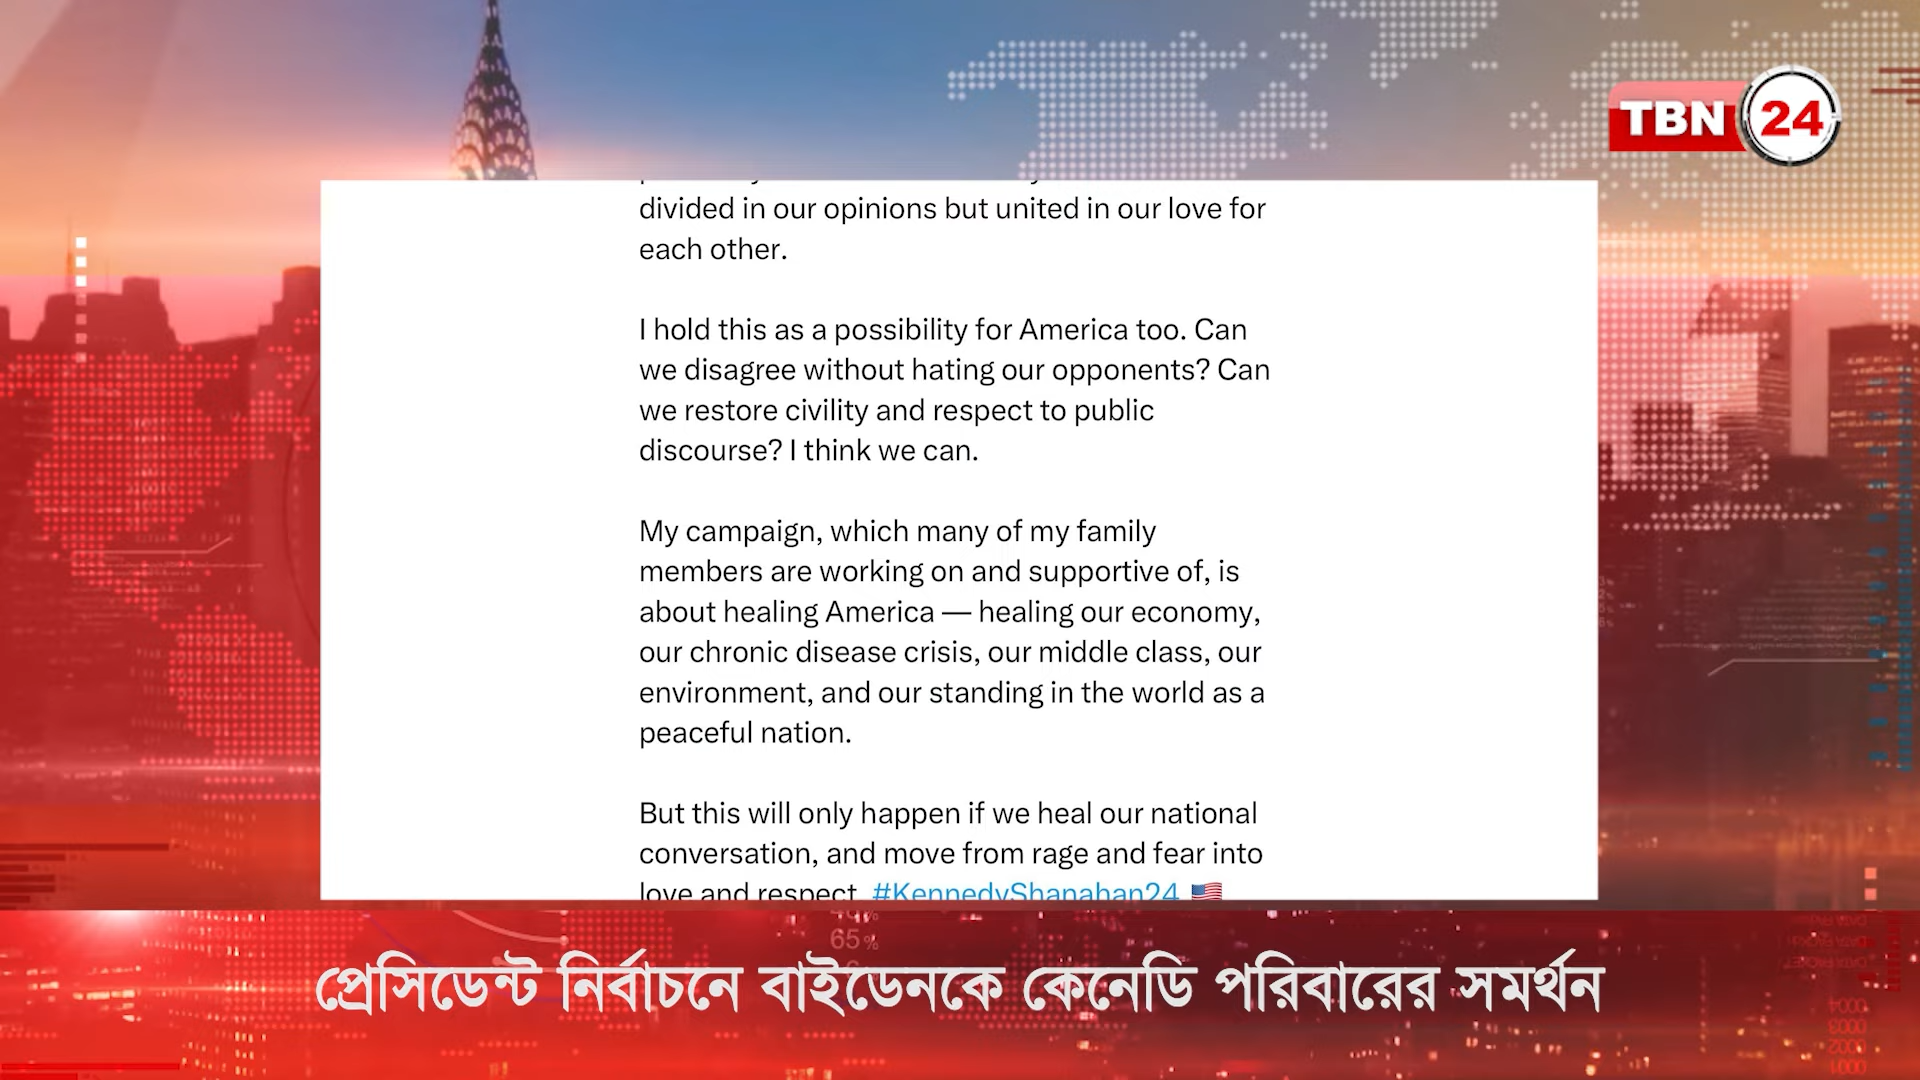 TBN 24
divided in our opinions but united in our love for
each other.
I hold this as a possibility for America too. Can
we disagree without hating our opponents? Can
we restore civility and respect to public
discourse? I think we can.
My campaign, which many of my family
members are working on and supportive of, is
about healing America — healing our economy,
our chronic disease crisis, our middle class, our
environment, and our standing in the world as a
peaceful nation.
But this will only happen if we heal our national
conversation, and move from rage and fear into
love and respect. #KennedyShanahan24 🇺🇸
65%
প্রেসিডেন্ট নির্বাচনে বাইডেনকে কেনেডি পরিবারের সমর্থন